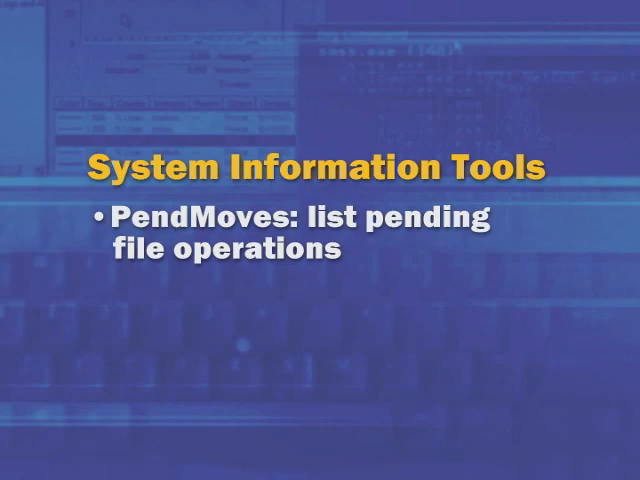 System Information Tools
• PendMoves: list pending
file operations